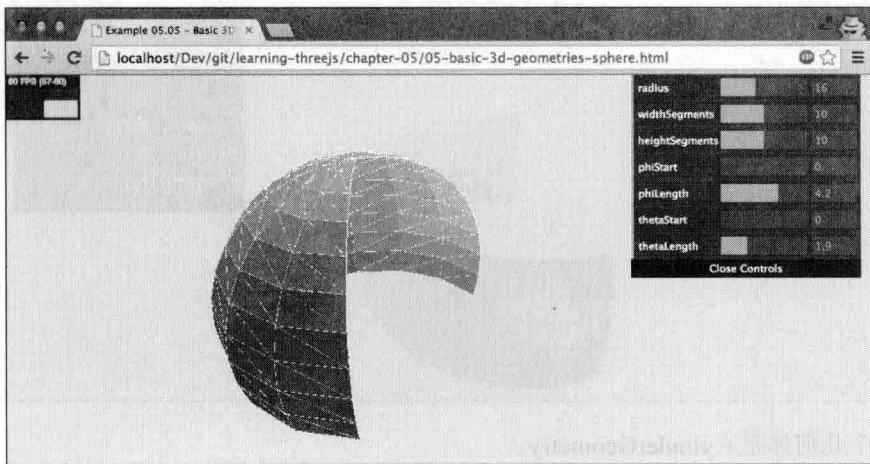 Example 05.05 - Basic 3D
localhost/Dev/git/learning-threejs/chapter-05/05-basic-3d-geometries-sphere.html
60 FPS (57-60)
radius 16
widthSegments 10
heightSegments 10
phiStart 0
phiLength 4.2
thetaStart 0
thetaLength 1.9
Close Controls